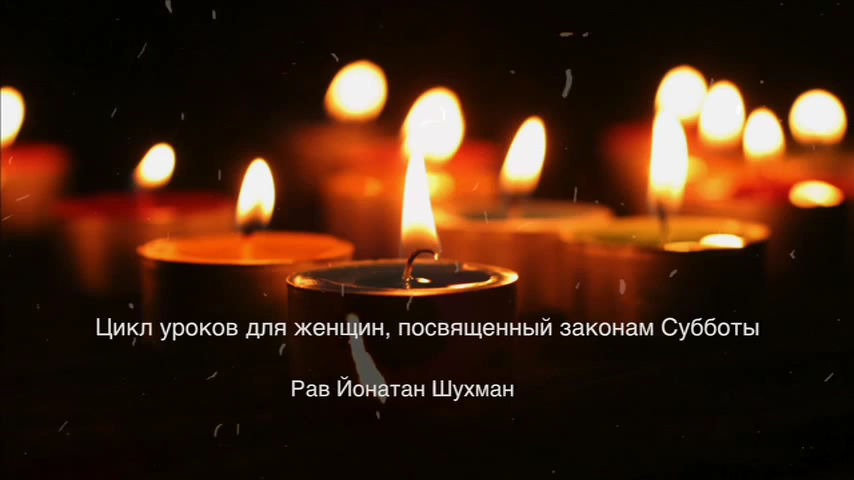 Цикл уроков для женщин, посвященный законам Субботы
Рав Йонатан Шухман